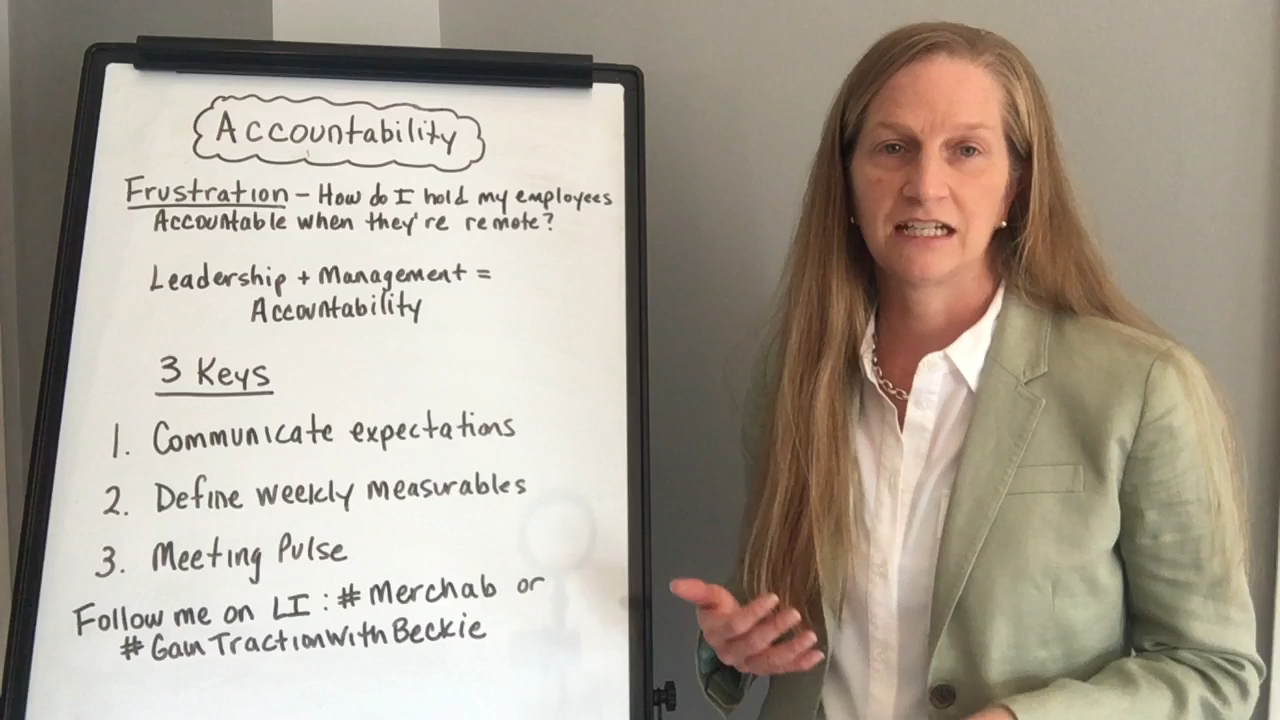 Accountability
Frustration - How do I hold my employees
Accountable when they're remote?
Leadership + Management =
Accountability
3 Keys
1. Communicate expectations
2. Define weekly measurables
3. Meeting Pulse
Follow me on LI: #Merchab or
#GainTractionWithBeckie